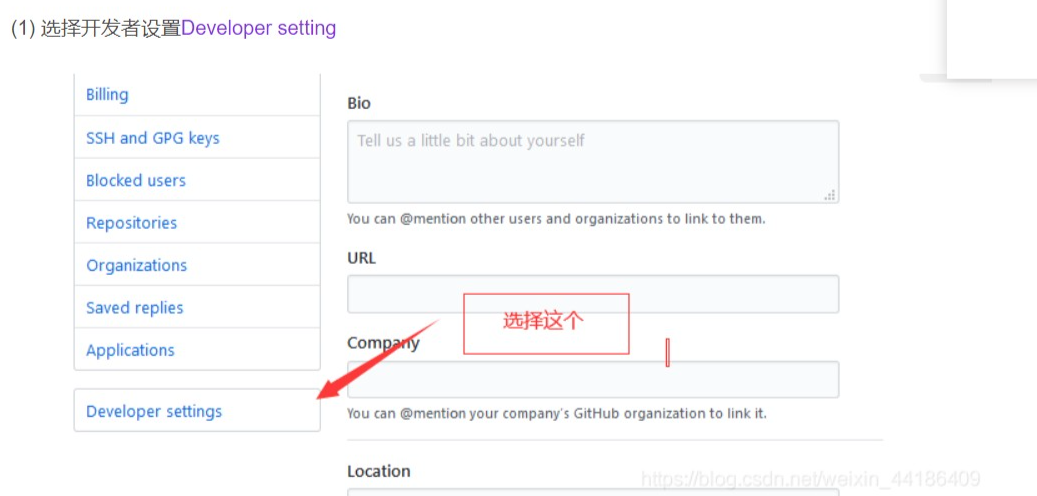 (1) 选择开发者设置Developer setting
Billing
SSH and GPG keys
Blocked users
Repositories
Organizations
Saved replies
Applications
Developer settings
Bio
Tell us a little bit about yourself
You can @mention other users and organizations to link to them.
URL
选择这个
Company
You can @mention your company's GitHub organization to link it.
Location
https://blog.csdn.net/weixin_44186409